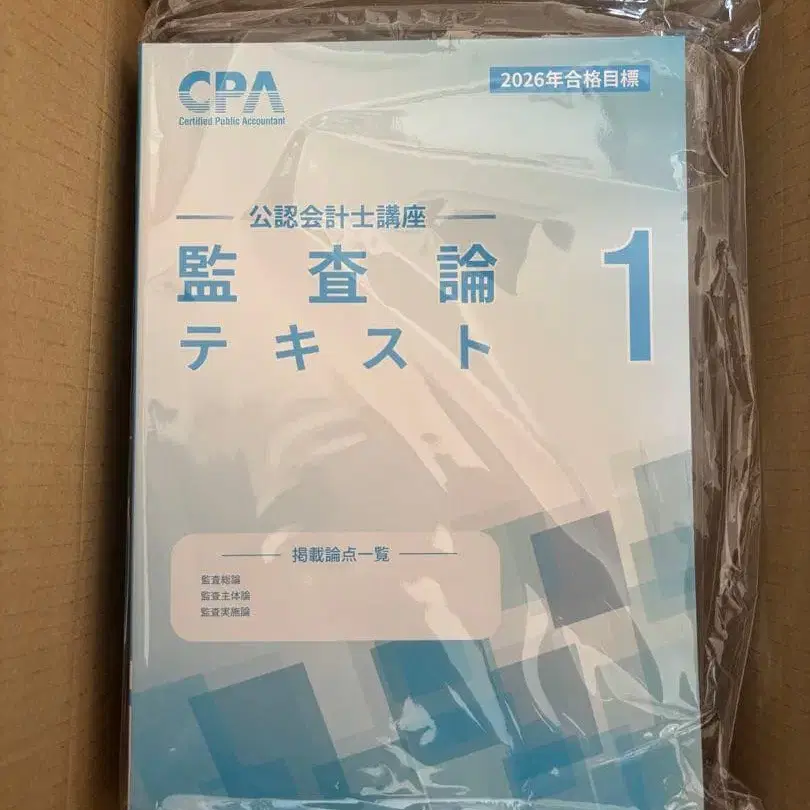 CPA
Certified Public Accountant
2026年合格目標
公認会計士講座
監査論
テキスト
1
掲載論点一覧
監査総論
監査主体論
監査実施論